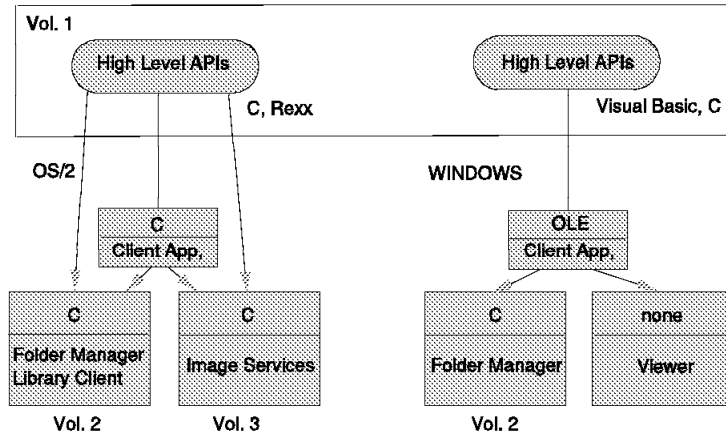 Vol. 1
High Level APIs
High Level APIs
C, Rexx
Visual Basic, C
OS/2
WINDOWS
C
Client App,
OLE
Client App,
C
Folder Manager
Library Client
C
Image Services
C
Folder Manager
none
Viewer
Vol. 2
Vol. 3
Vol. 2